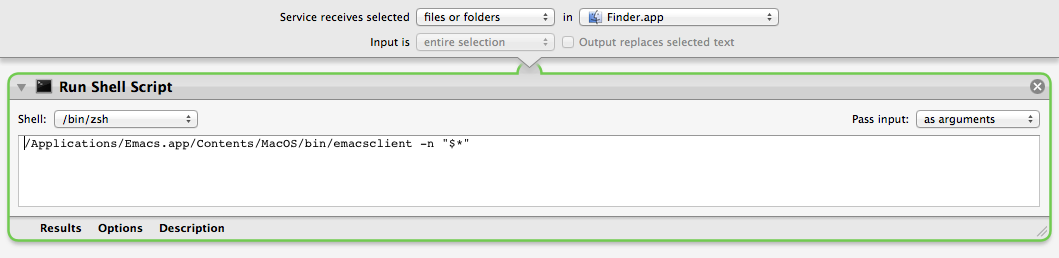 Service receives selected files or folders in Finder.app
Input is entire selection Output replaces selected text
Run Shell Script
Shell: /bin/zsh Pass input: as arguments
/Applications/Emacs.app/Contents/MacOS/bin/emacsclient -n "$*"
Results Options Description